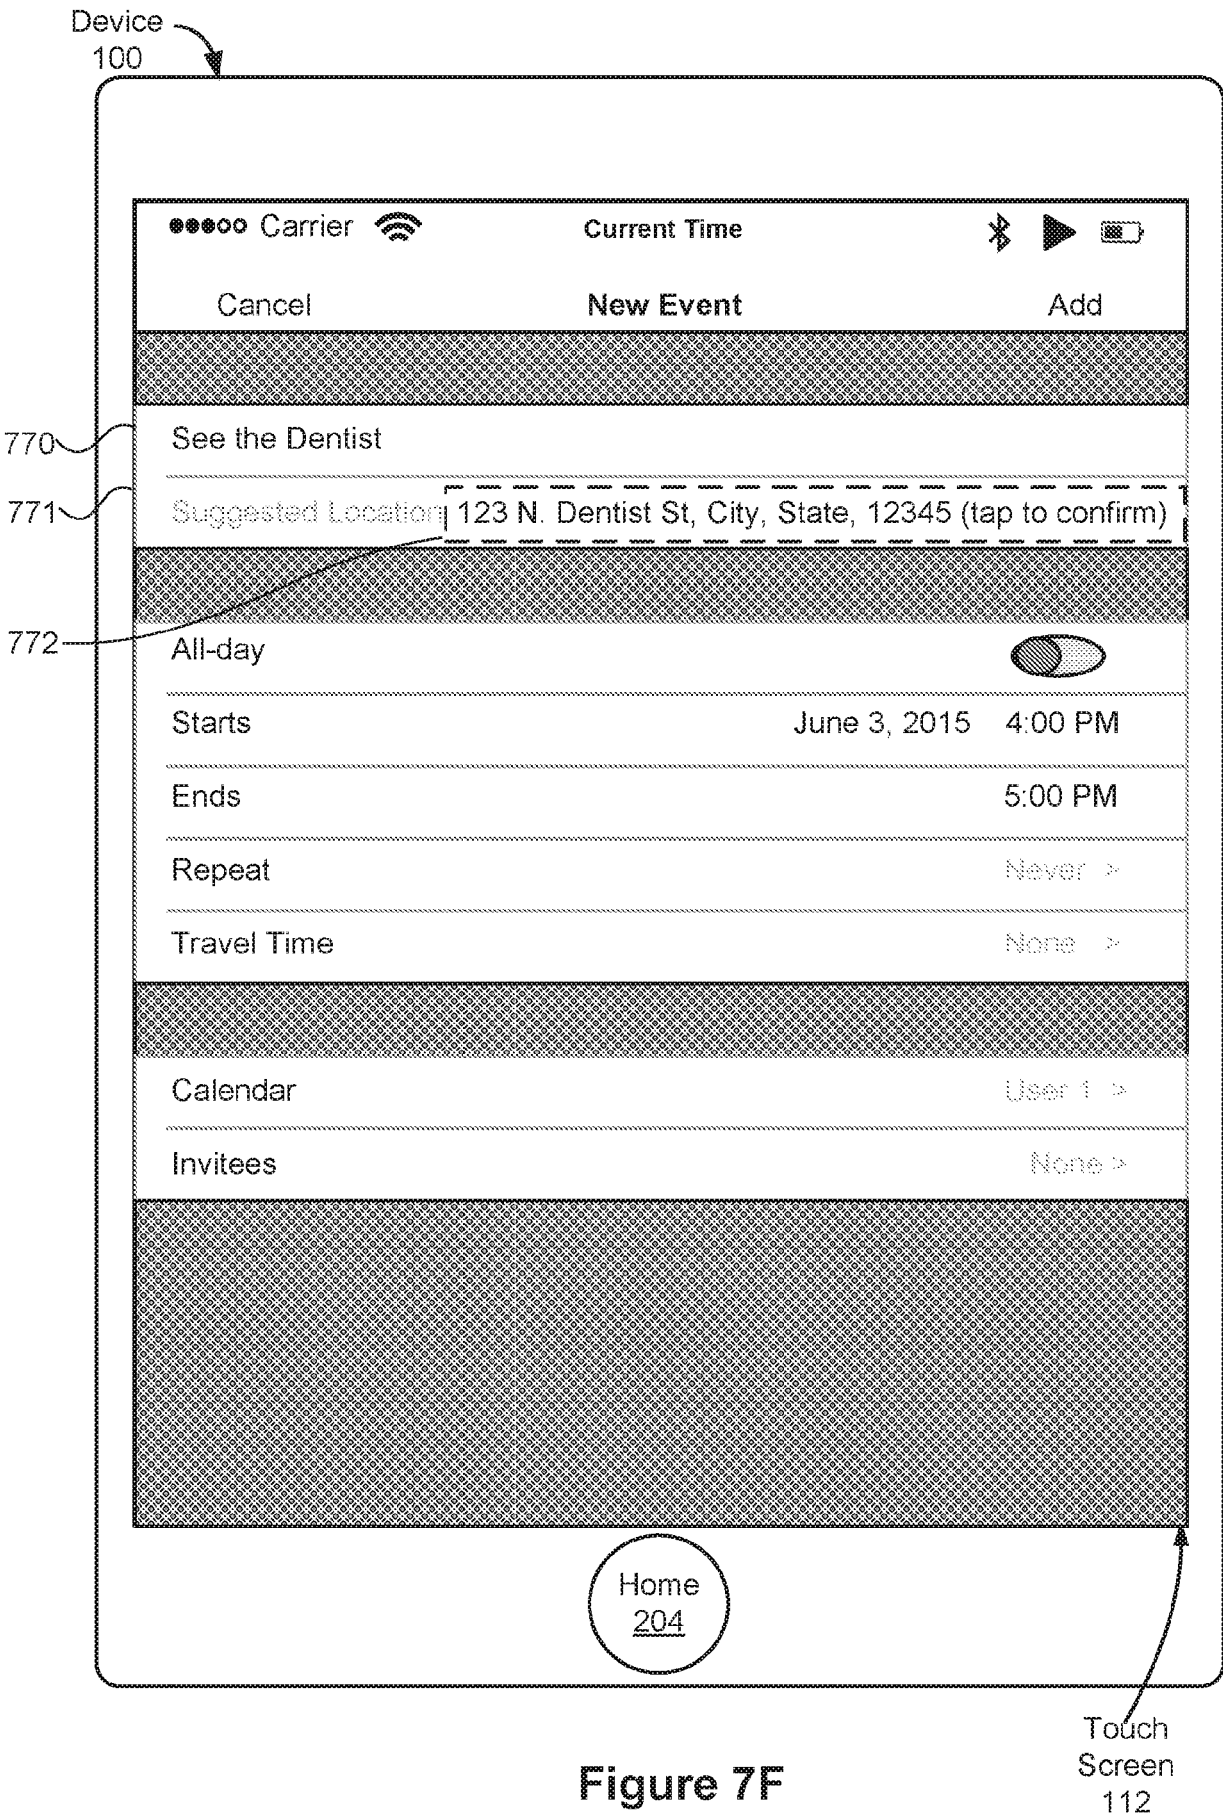 Device
100
Carrier Current Time
Cancel New Event Add
770 See the Dentist
771 Suggested Location 123 N. Dentist St, City, State, 12345 (tap to confirm)
772 All-day
Starts June 3, 2015 4:00 PM
Ends 5:00 PM
Repeat Never >
Travel Time None >
Calendar User 1 >
Invitees None >
Home
204
Touch
Screen
112
Figure 7F